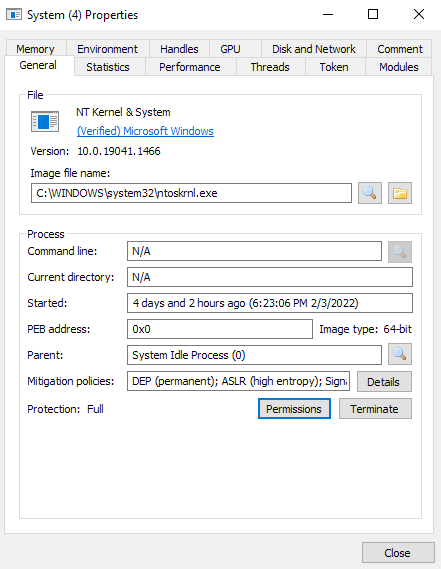 System (4) Properties
Memory Environment Handles GPU Disk and Network Comment
General Statistics Performance Threads Token Modules
File
NT Kernel & System
(Verified) Microsoft Windows
Version: 10.0.19041.1466
Image file name:
C:\WINDOWS\system32\ntoskrnl.exe
Process
Command line: N/A
Current directory: N/A
Started: 4 days and 2 hours ago (6:23:06 PM 2/3/2022)
PEB address: 0x0 Image type: 64-bit
Parent: System Idle Process (0)
Mitigation policies: DEP (permanent); ASLR (high entropy); Signa Details
Protection: Full Permissions Terminate
Close